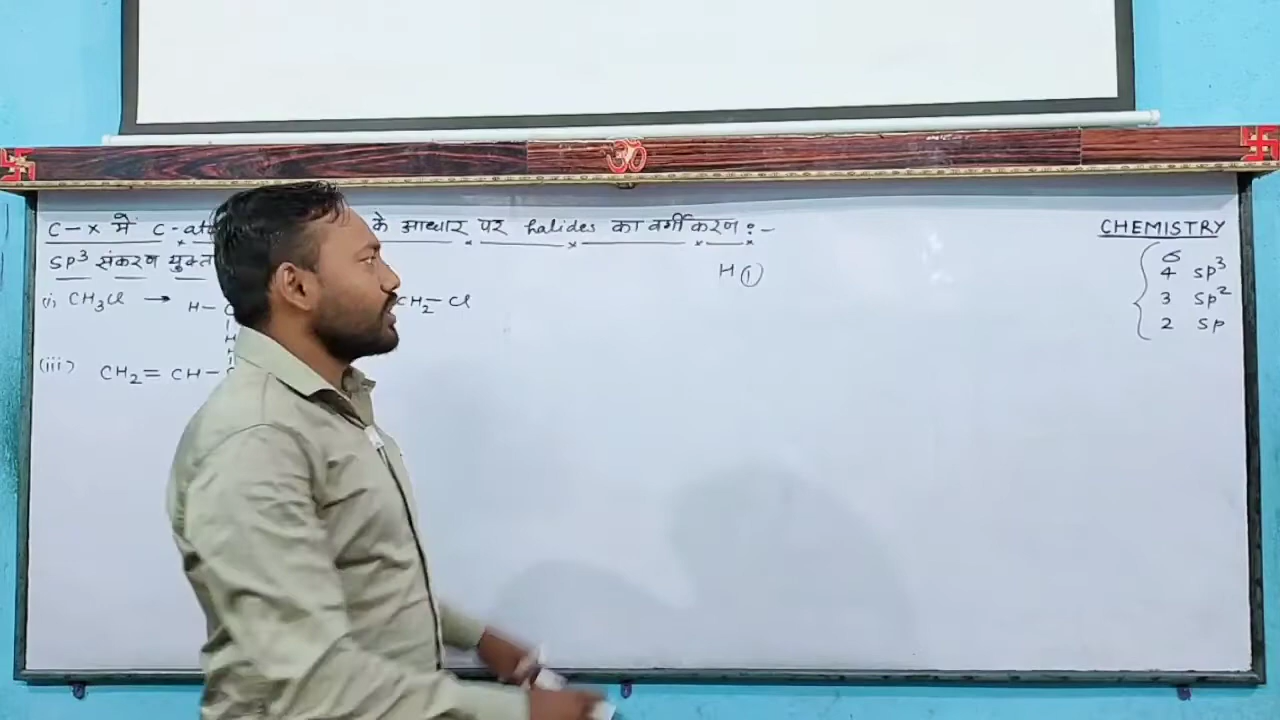 C-x में C- के आधार पर halides का वर्गीकरण :-
CHEMISTRY
sp³ संकरण युक्त
H ①
σ
4 sp³
3 sp²
2 sp
(i) CH₃Cl → H- CH₂-Cl
H
H
(iii) CH₂=CH-
ॐ